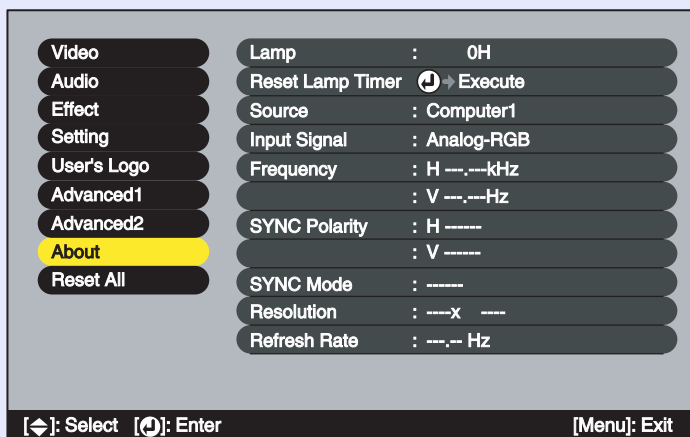 Video
Audio
Effect
Setting
User's Logo
Advanced1
Advanced2
About
Reset All
Lamp : 0H
Reset Lamp Timer Execute
Source : Computer1
Input Signal : Analog-RGB
Frequency : H ---.---kHz
: V ---.---Hz
SYNC Polarity : H ------
: V ------
SYNC Mode : ------
Resolution : ----x ----
Refresh Rate : ---.-- Hz
[ ]: Select [ ]: Enter [Menu]: Exit